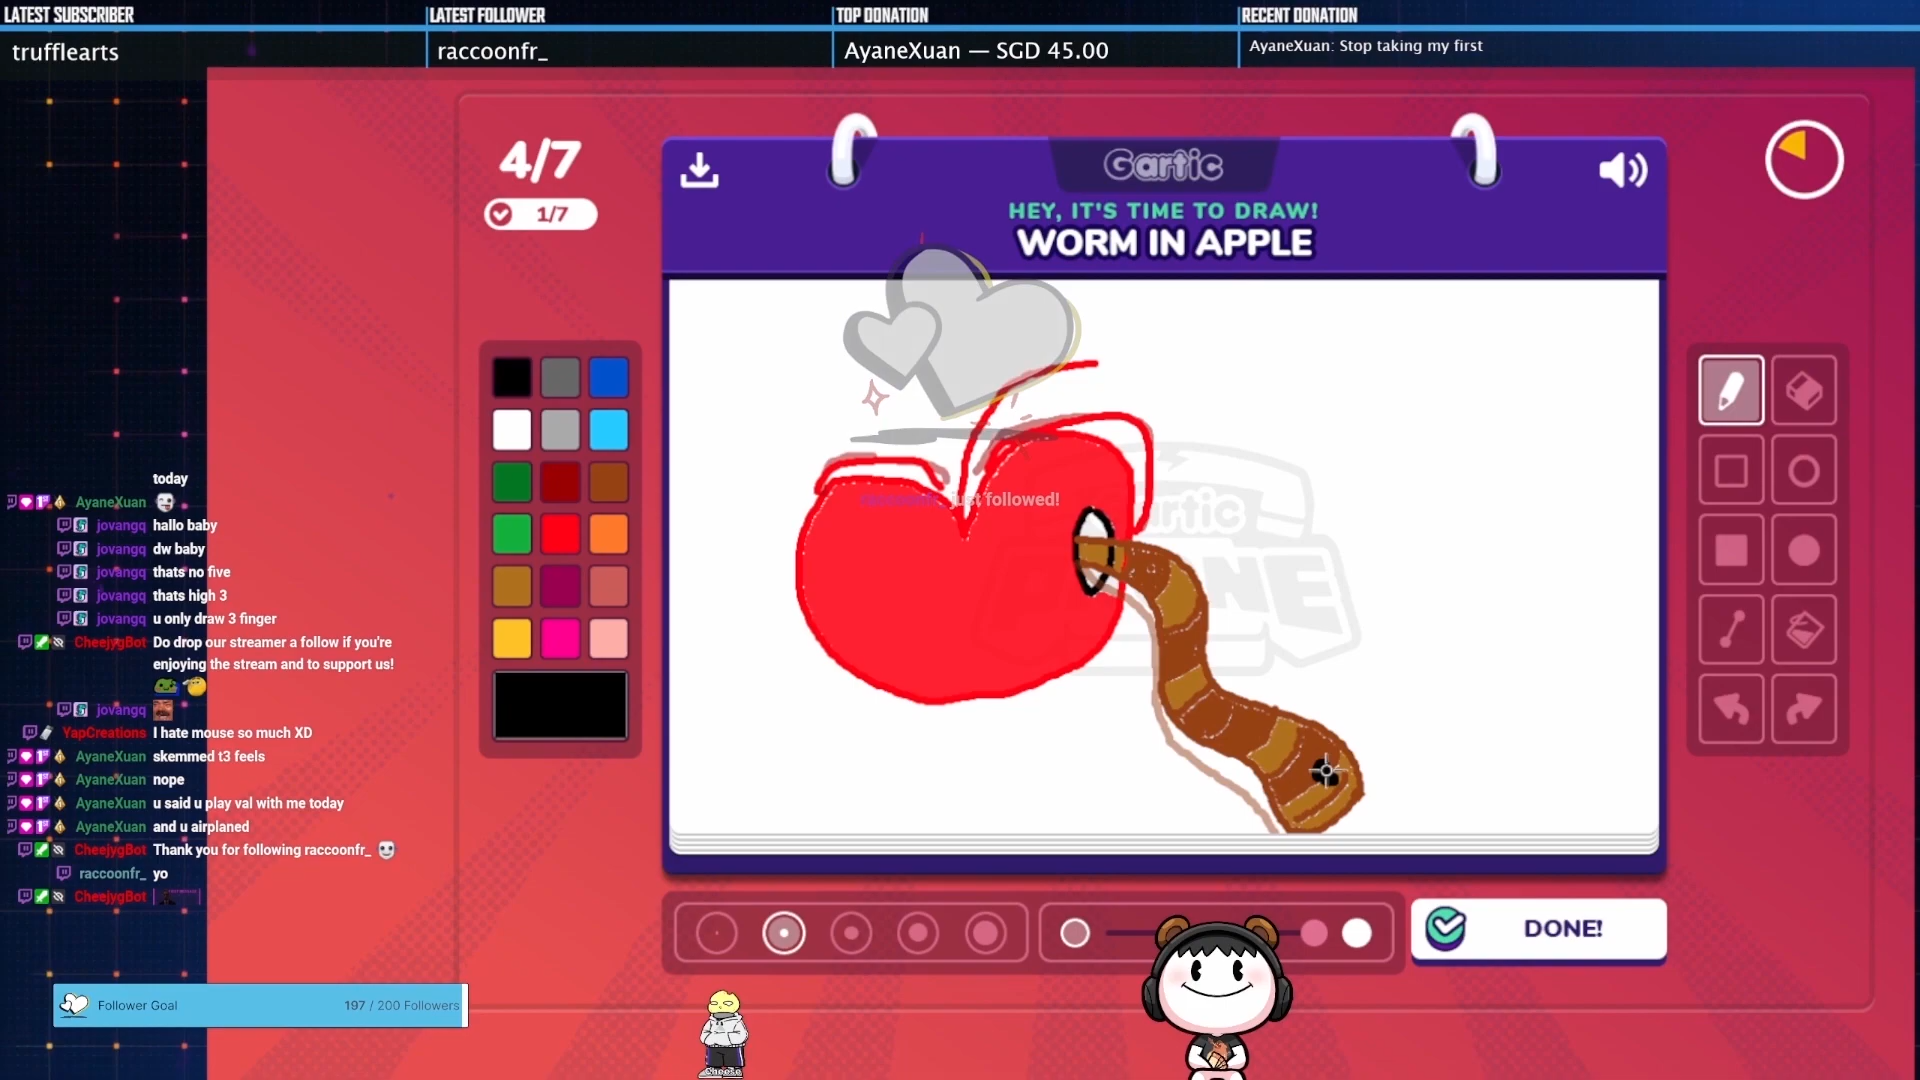 LATEST SUBSCRIBER
LATEST FOLLOWER
TOP DONATION
RECENT DONATION
trufflearts
raccoonfr_
AyaneXuan — SGD 45.00
AyaneXuan: Stop taking my first
4/7
1/7
Gartic
HEY, IT'S TIME TO DRAW!
WORM IN APPLE
just followed!
artic
today
AyaneXuan
jovangq hallo baby
jovangq dw baby
jovangq thats no five
jovangq thats high 3
jovangq u only draw 3 finger
CheejygBot Do drop our streamer a follow if you're
enjoying the stream and to support us!
jovangq
YapCreations I hate mouse so much XD
AyaneXuan skemmed t3 feels
AyaneXuan nope
AyaneXuan u said u play val with me today
AyaneXuan and u airplaned
CheejygBot Thank you for following raccoonfr_
raccoonfr_ yo
CheejygBot
DONE!
Follower Goal
197 / 200 Followers
Cheese